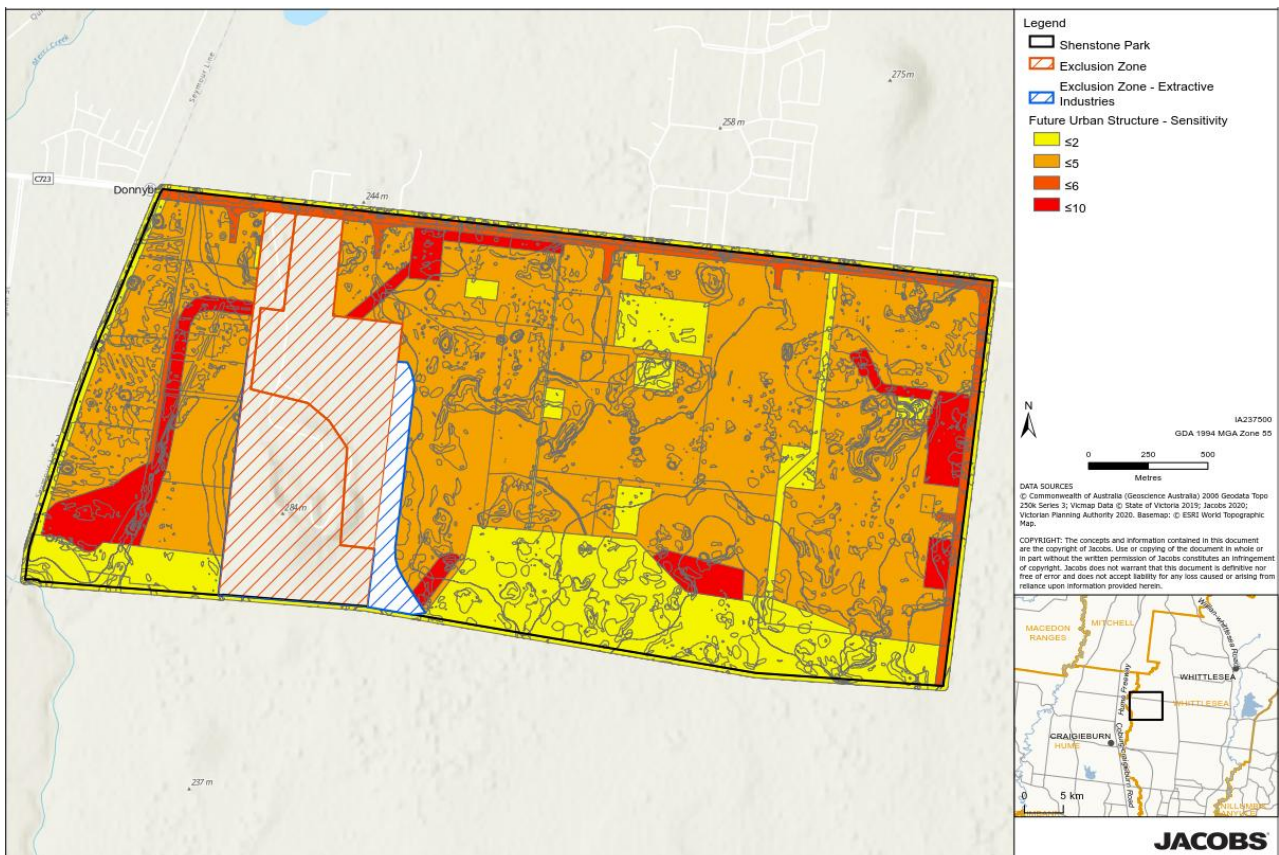 Merri Creek
Seymour Line
275 m
258 m
C723
Donnyb
244 m
284 m
237 m
Legend
Shenstone Park
Exclusion Zone
Exclusion Zone - Extractive
Industries
Future Urban Structure - Sensitivity
≤2
≤5
≤6
≤10
N
IA237500
GDA 1994 MGA Zone 55
0 250 500
Metres
DATA SOURCES
© Commonwealth of Australia (Geoscience Australia) 2006 Geodata Topo
250k Series 3; Vicmap Data © State of Victoria 2019; Jacobs 2020;
Victorian Planning Authority 2020. Basemap: © ESRI World Topographic
Map.
COPYRIGHT: The concepts and information contained in this document
are the copyright of Jacobs. Use or copying of the document in whole or
in part without the written permission of Jacobs constitutes an infringement
of copyright. Jacobs does not warrant that this document is definitive nor
free of error and does not accept liability for any loss caused or arising from
reliance upon information provided herein.
MACEDON
RANGES
MITCHELL
Hume Freeway
WHITTLESEA
WHITTLESEA
CRAIGIEBURN
HUME
0 5 km
JACOBS